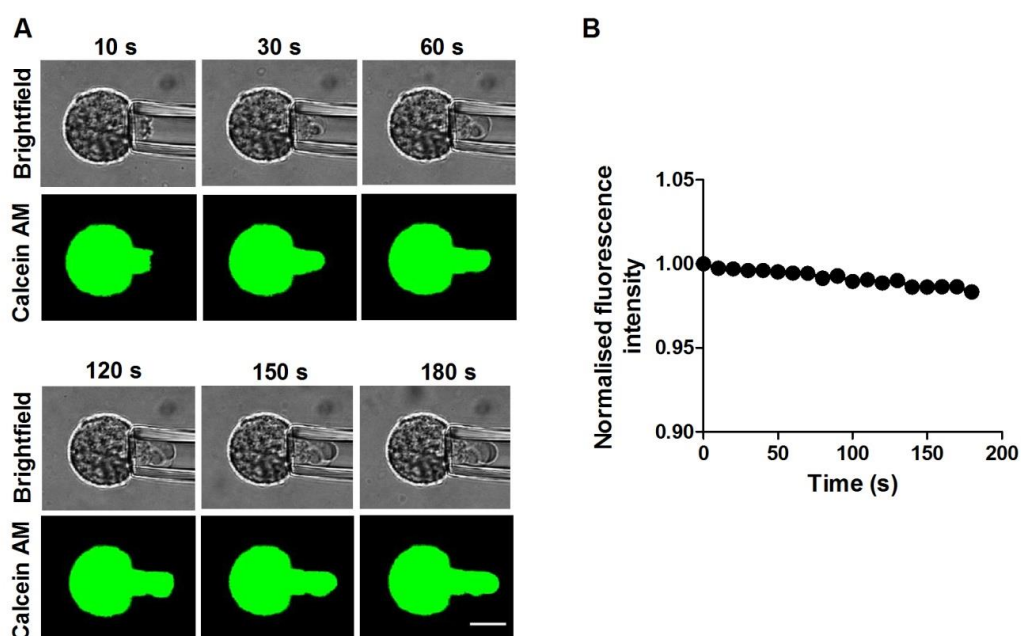 A
10 s 30 s 60 s
Brightfield
Calcein AM
120 s 150 s 180 s
Brightfield
Calcein AM
B
Normalised fluorescence
intensity
1.05
1.00
0.95
0.90
0 50 100 150 200
Time (s)